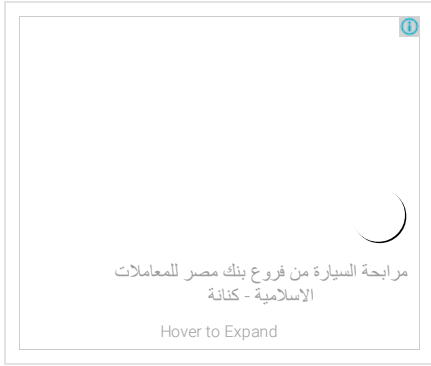 مرابحة السيارة من فروع بنك مصر للمعاملات
الاسلامية - كنانة
Hover to Expand